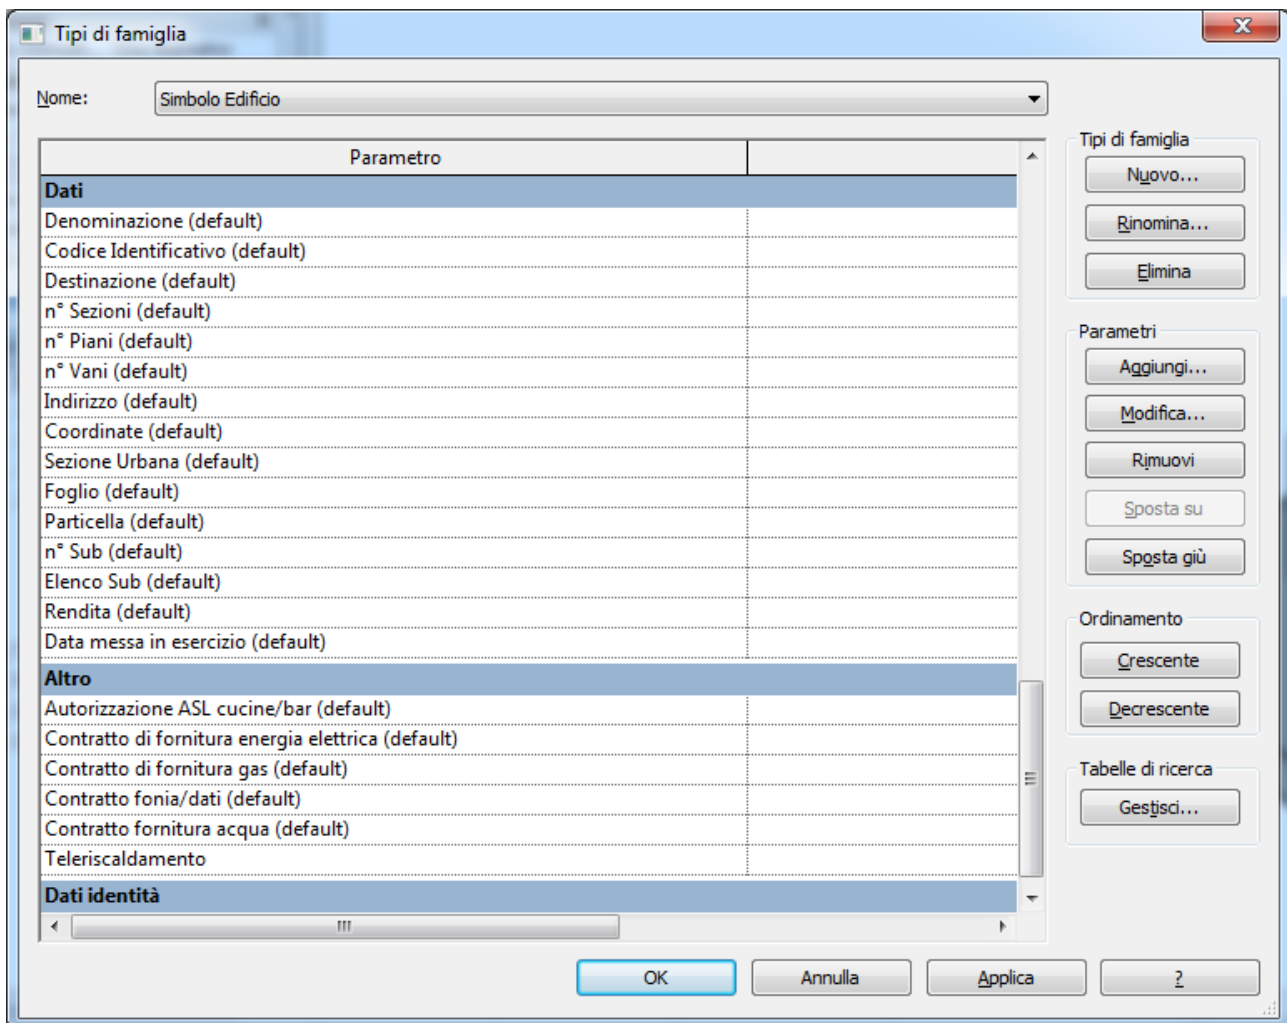 Tipi di famiglia
Nome:
Simbolo Edificio
Parametro
Dati
Denominazione (default)
Codice Identificativo (default)
Destinazione (default)
n° Sezioni (default)
n° Piani (default)
n° Vani (default)
Indirizzo (default)
Coordinate (default)
Sezione Urbana (default)
Foglio (default)
Particella (default)
n° Sub (default)
Elenco Sub (default)
Rendita (default)
Data messa in esercizio (default)
Altro
Autorizzazione ASL cucine/bar (default)
Contratto di fornitura energia elettrica (default)
Contratto di fornitura gas (default)
Contratto fonia/dati (default)
Contratto fornitura acqua (default)
Teleriscaldamento
Dati identità
Tipi di famiglia
Nuovo...
Rinomina...
Elimina
Parametri
Aggiungi...
Modifica...
Rimuovi
Sposta su
Sposta giù
Ordinamento
Crescente
Decrescente
Tabelle di ricerca
Gestisci...
OK
Annulla
Applica
?